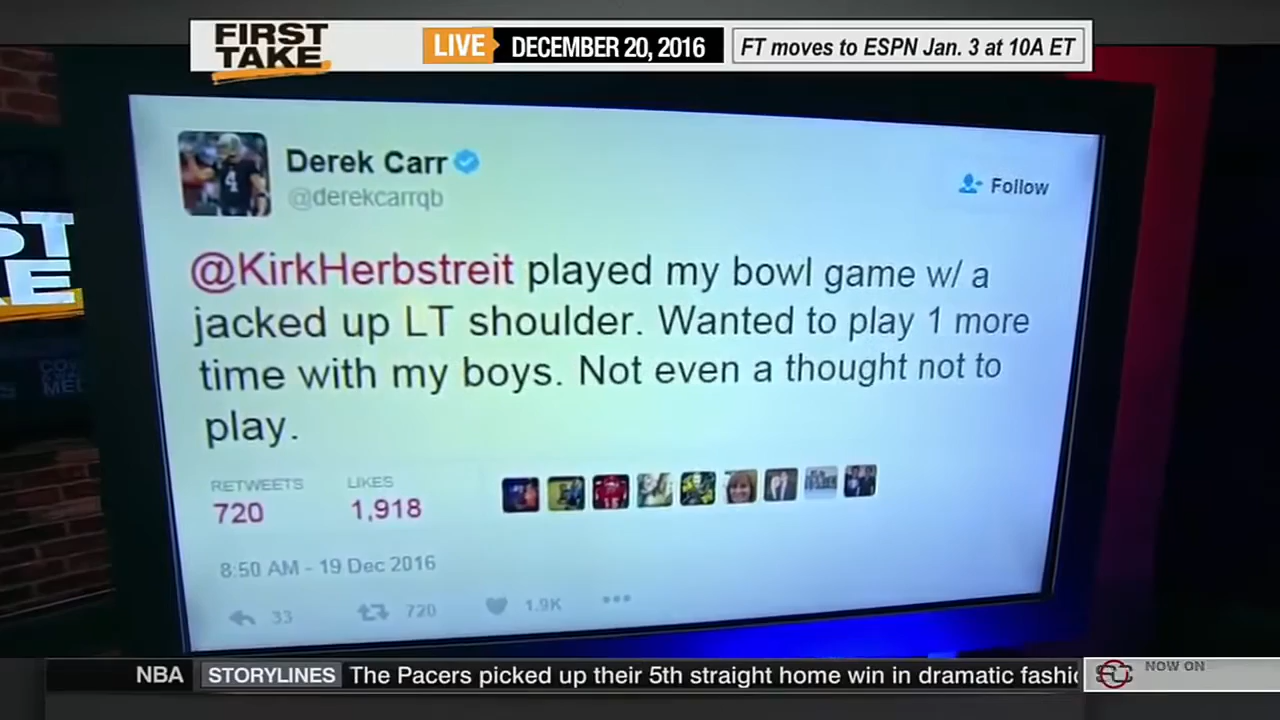 FIRST
TAKE
LIVE
DECEMBER 20, 2016
FT moves to ESPN Jan. 3 at 10A ET
Derek Carr
@derekcarrqb
Follow
@KirkHerbstreit played my bowl game w/ a
jacked up LT shoulder. Wanted to play 1 more
time with my boys. Not even a thought not to
play.
RETWEETS
LIKES
720
1,918
8:50 AM - 19 Dec 2016
33
720
1.9K
ST
KE
NBA
STORYLINES
The Pacers picked up their 5th straight home win in dramatic
NOW ON